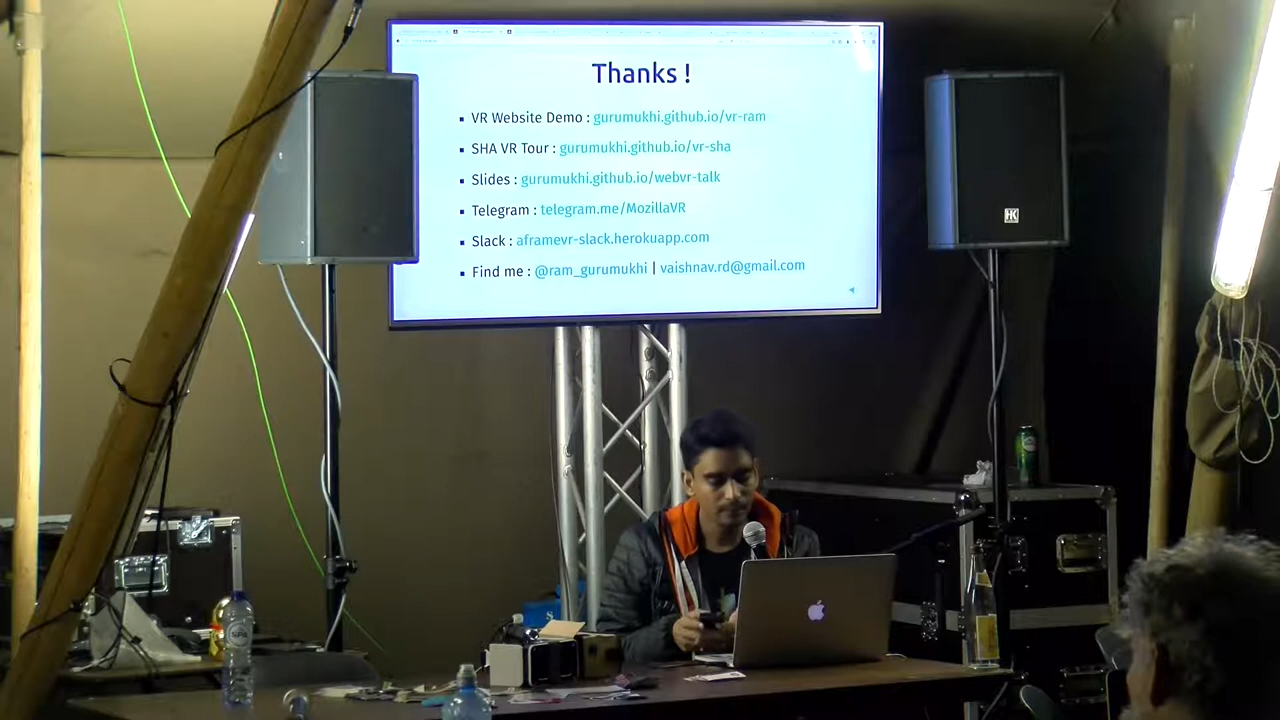 Thanks !
▪ VR Website Demo : gurumukhi.github.io/vr-ram
▪ SHA VR Tour : gurumukhi.github.io/vr-sha
▪ Slides : gurumukhi.github.io/webvr-talk
▪ Telegram : telegram.me/MozillaVR
▪ Slack : aframevr-slack.herokuapp.com
▪ Find me : @ram_gurumukhi | vaishnav.rd@gmail.com
HK
SPA